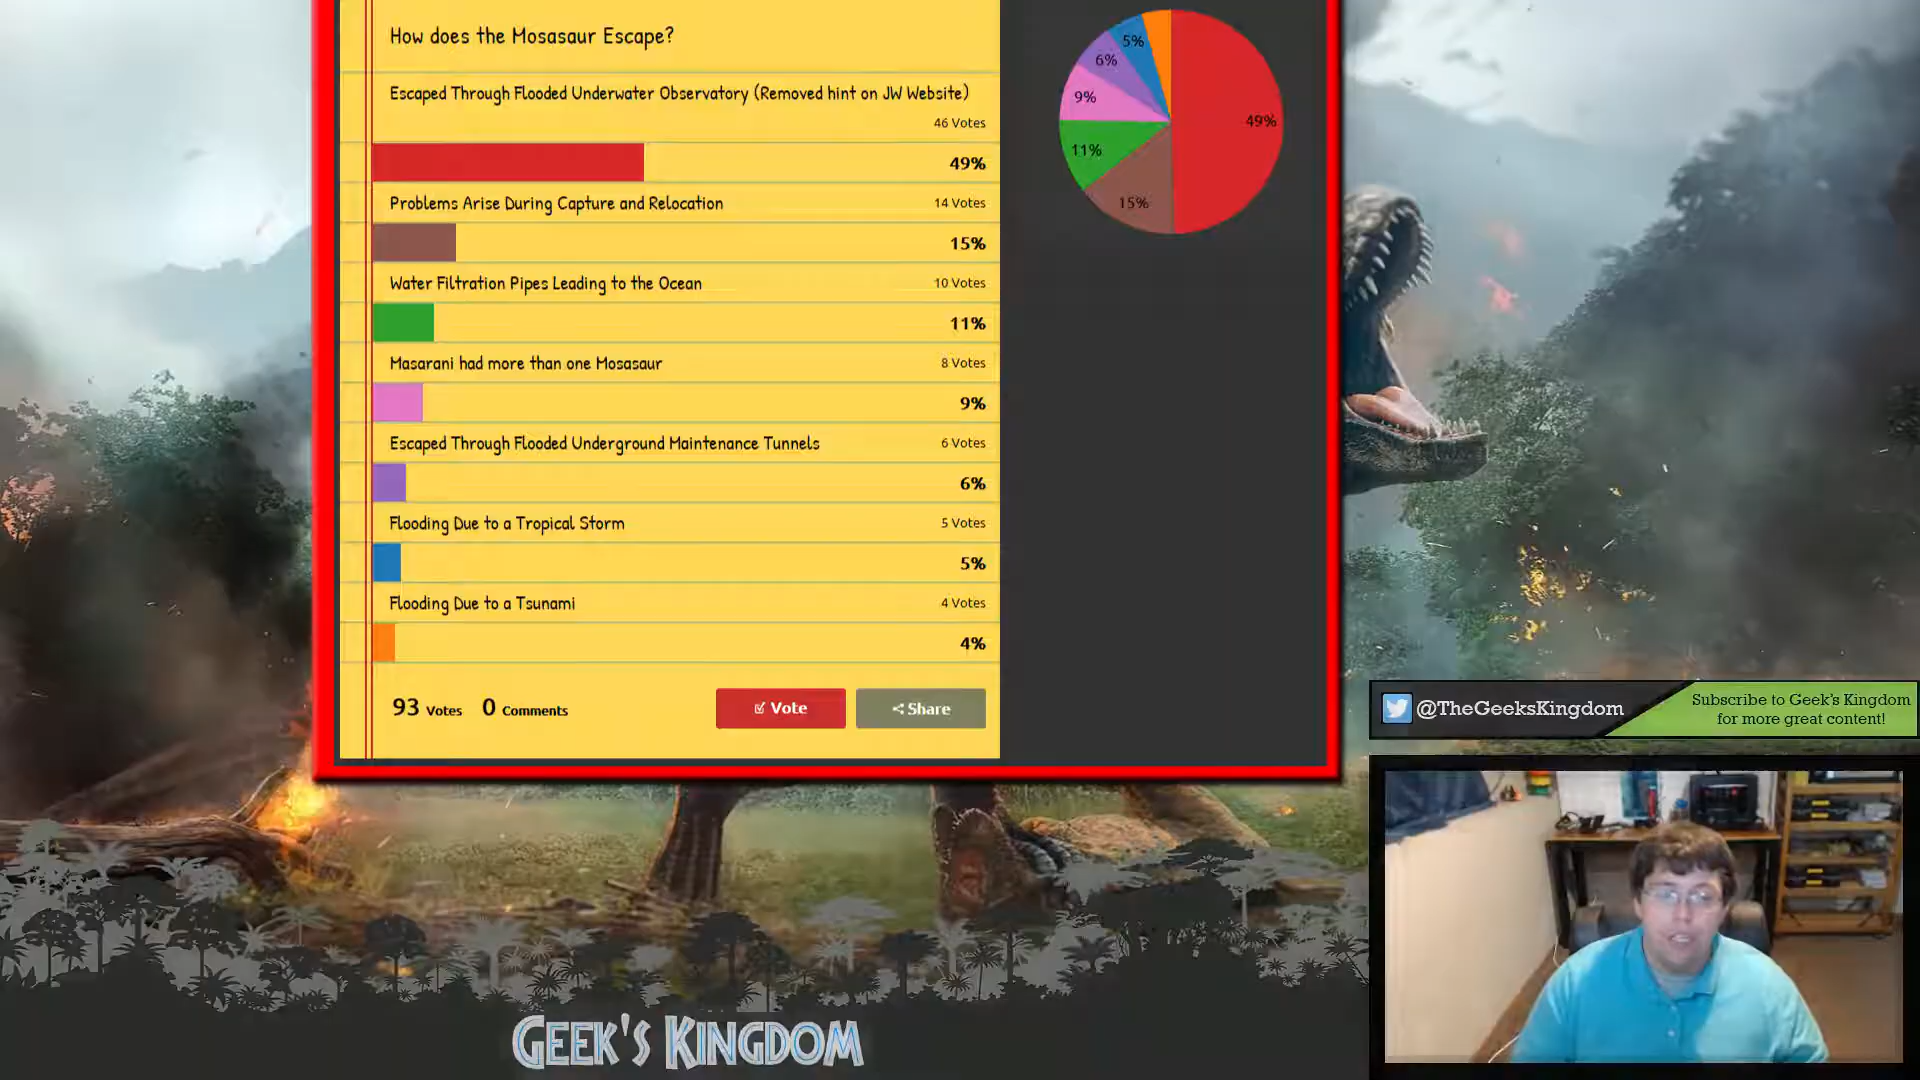 How does the Mosasaur Escape?
Escaped Through Flooded Underwater Observatory (Removed hint on JW Website)
46 Votes
49%
Problems Arise During Capture and Relocation
14 Votes
15%
Water Filtration Pipes Leading to the Ocean
10 Votes
11%
Masarani had more than one Mosasaur
8 Votes
9%
Escaped Through Flooded Underground Maintenance Tunnels
6 Votes
6%
Flooding Due to a Tropical Storm
5 Votes
5%
Flooding Due to a Tsunami
4 Votes
4%
93 Votes 0 Comments
Vote
Share
5%
6%
9%
49%
11%
15%
@TheGeeksKingdom
Subscribe to Geek's Kingdom
for more great content!
GEEK'S KINGDOM